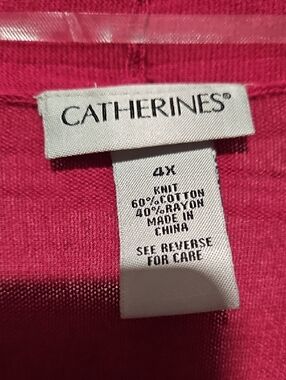 CATHERINES®
4X
KNIT
60%COTTON
40%RAYON
MADE IN
CHINA
SEE REVERSE
FOR CARE